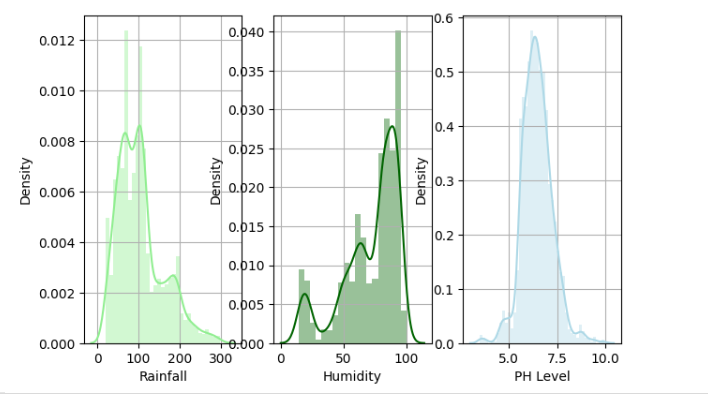 0.012
0.010
0.008
0.006
0.004
0.002
0.000
Density
0 100 200 300
Rainfall
0.040
0.035
0.030
0.025
0.020
0.015
0.010
0.005
0.000
Density
0 50 100
Humidity
0.6
0.5
0.4
0.3
0.2
0.1
0.0
Density
5.0 7.5 10.0
PH Level